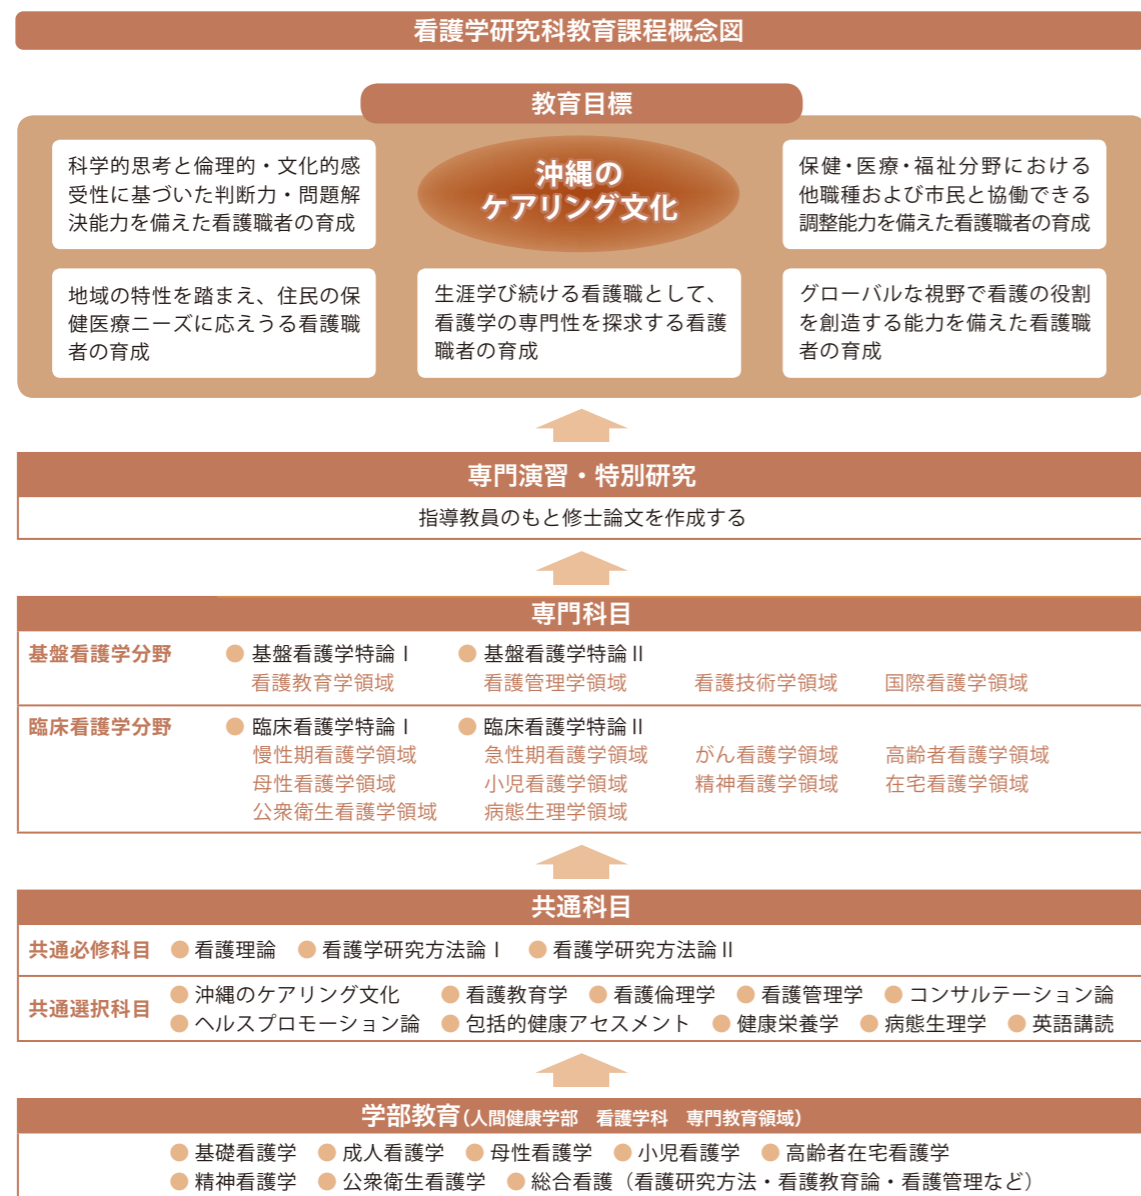 看護学研究科教育課程概念図
教育目標
科学的思考と倫理的・文化的感
受性に基づいた判断力・問題解
決能力を備えた看護職者の育成
沖縄の
ケアリング文化
保健・医療・福祉分野における
他職種および市民と協働できる
調整能力を備えた看護職者の育成
地域の特性を踏まえ、住民の保
健医療ニーズに応えうる看護職
者の育成
生涯学び続ける看護職として、
看護学の専門性を探求する看護
職者の育成
グローバルな視野で看護の役割
を創造する能力を備えた看護職
者の育成
専門演習・特別研究
指導教員のもと修士論文を作成する
専門科目
基盤看護学分野 ●基盤看護学特論Ⅰ ●基盤看護学特論Ⅱ
看護教育学領域 看護管理学領域 看護技術学領域 国際看護学領域
臨床看護学分野 ●臨床看護学特論Ⅰ ●臨床看護学特論Ⅱ
慢性期看護学領域 急性期看護学領域 がん看護学領域 高齢者看護学領域
母性看護学領域 小児看護学領域 精神看護学領域 在宅看護学領域
公衆衛生看護学領域 病態生理学領域
共通科目
共通必修科目 ●看護理論 ●看護学研究方法論Ⅰ ●看護学研究方法論Ⅱ
共通選択科目
●沖縄のケアリング文化 ●看護教育学 ●看護倫理学 ●看護管理学 ●コンサルテーション論
●ヘルスプロモーション論 ●包括的健康アセスメント ●健康栄養学 ●病態生理学 ●英語講読
学部教育(人間健康学部 看護学科 専門教育領域)
●基礎看護学 ●成人看護学 ●母性看護学 ●小児看護学 ●高齢者在宅看護学
●精神看護学 ●公衆衛生看護学 ●総合看護(看護研究方法・看護教育論・看護管理など)